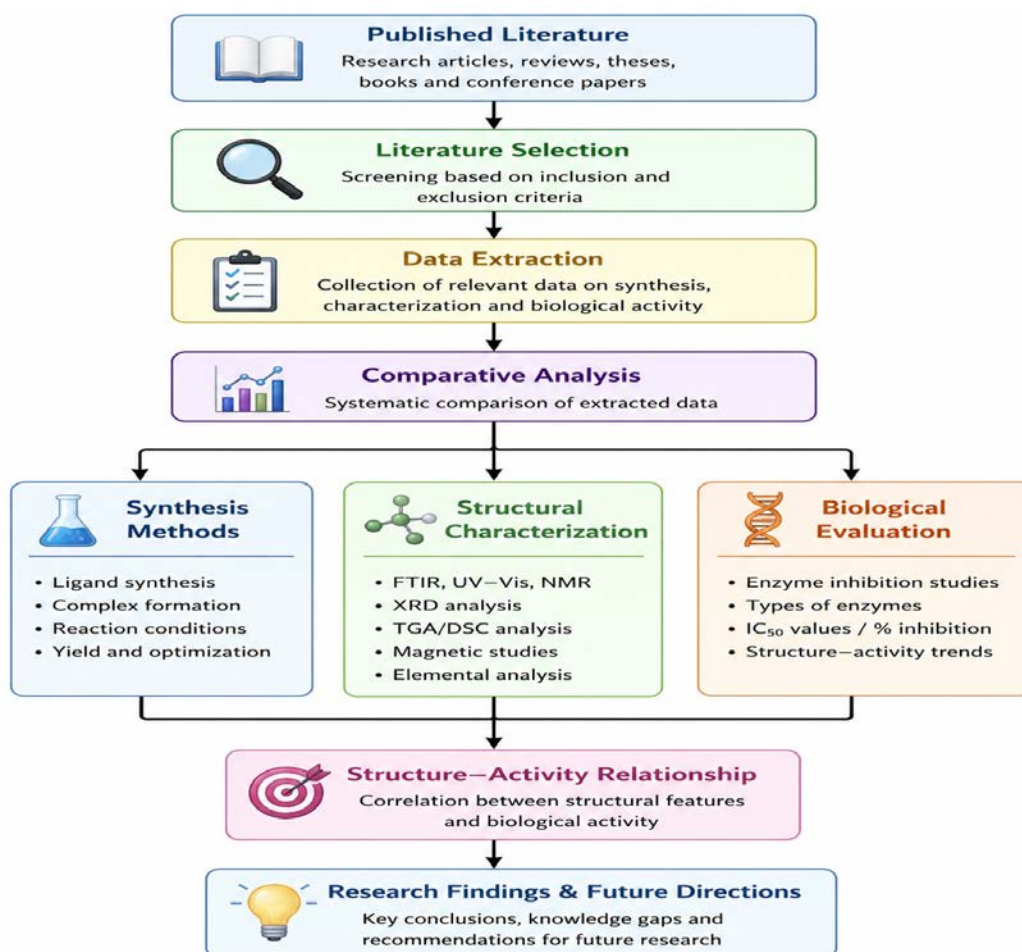 Published Literature
Research articles, reviews, theses,
books and conference papers
Literature Selection
Screening based on inclusion and
exclusion criteria
Data Extraction
Collection of relevant data on synthesis,
characterization and biological activity
Comparative Analysis
Systematic comparison of extracted data
Synthesis
Methods
• Ligand synthesis
• Complex formation
• Reaction conditions
• Yield and optimization
Structural
Characterization
• FTIR, UV–Vis, NMR
• XRD analysis
• TGA/DSC analysis
• Magnetic studies
• Elemental analysis
Biological
Evaluation
• Enzyme inhibition studies
• Types of enzymes
• IC₅₀ values / % inhibition
• Structure–activity trends
Structure–Activity Relationship
Correlation between structural features
and biological activity
Research Findings & Future Directions
Key conclusions, knowledge gaps and
recommendations for future research